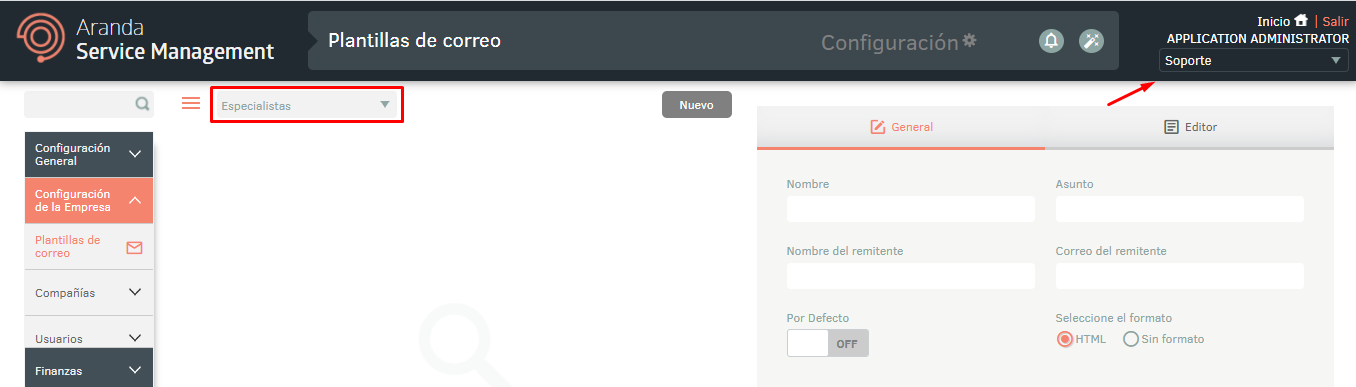 Aranda
Service Management
Plantillas de correo
Configuración
Inicio | Salir
APPLICATION ADMINISTRATOR
Soporte
Especialistas
Nuevo
Configuración
General
Configuración
de la Empresa
Plantillas de
correo
Compañías
Usuarios
Finanzas
General
Editor
Nombre
Asunto
Nombre del remitente
Correo del remitente
Por Defecto
OFF
Seleccione el formato
HTML
Sin formato